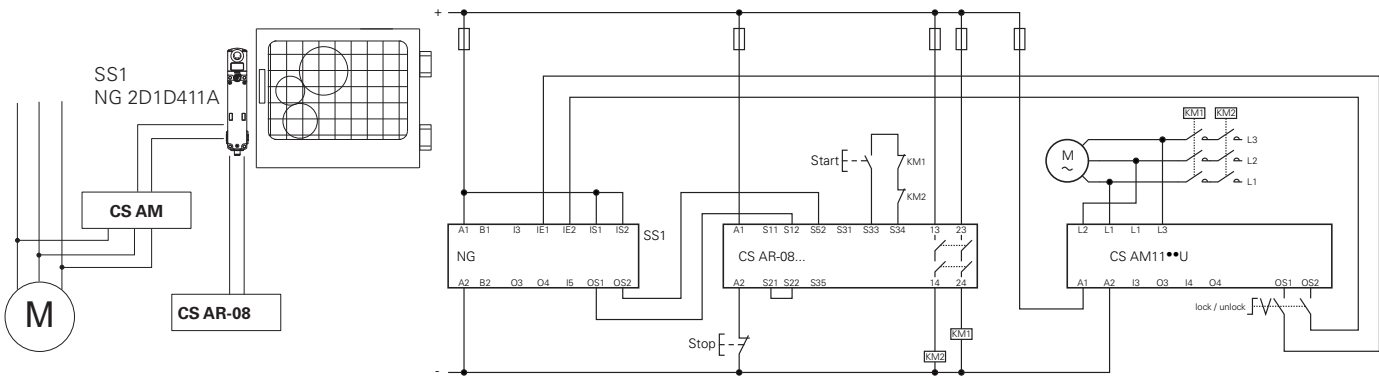 SS1
NG 2D1D411A
CS AM
CS AR-08
M
+
-
Start
KM1
KM2
Stop
A1 B1 I3 IE1 IE2 IS1 IS2
NG
SS1
A2 B2 O3 O4 I5 OS1 OS2
A1 S11 S12 S52 S31 S33 S34 13 23
CS AR-08...
A2 S21 S22 S35 14 24
KM2
KM1
KM1 KM2
M
~
L3
L2
L1
L2 L1 L1 L3
CS AM11••U
A1 A2 I3 O3 I4 O4 OS1 OS2
lock / unlock